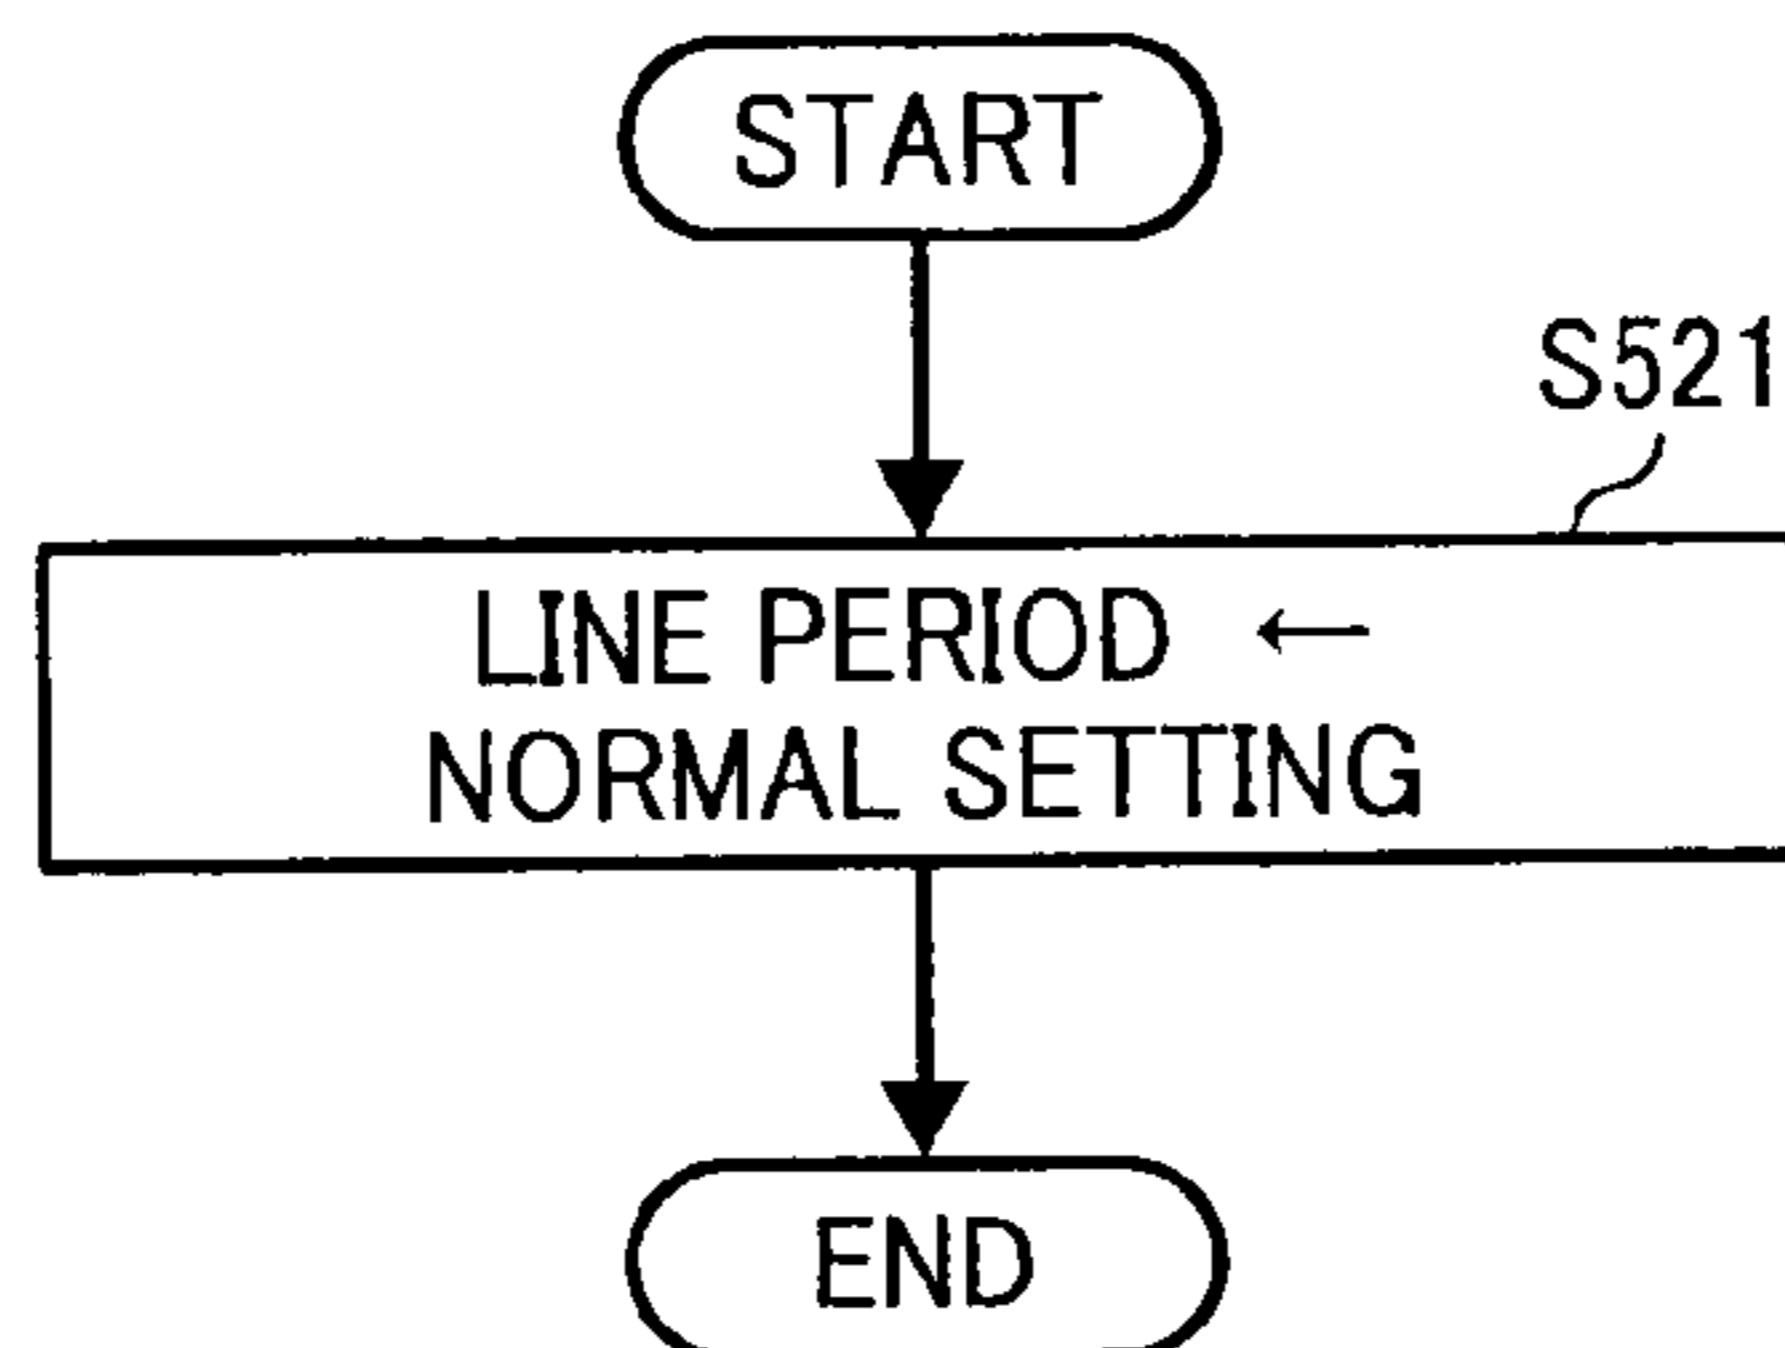 START
S521
LINE PERIOD ←
NORMAL SETTING
END